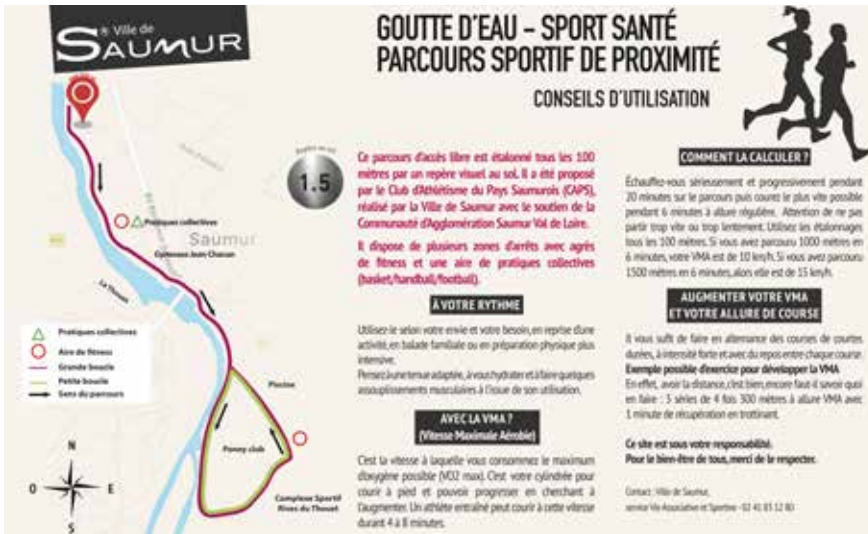 Ville de
SAUMUR
GOUTTE D'EAU - SPORT SANTÉ
PARCOURS SPORTIF DE PROXIMITÉ
CONSEILS D'UTILISATION
1.5
Ce parcours d'accès libre est étalonné tous les 100
mètres par un repère visuel au sol. Il a été proposé
par le Club d'Athlétisme du Pays Saumurois (CAPS),
réalisé par la Ville de Saumur avec le soutien de la
Communauté d'Agglomération Saumur Val de Loire.
Il dispose de plusieurs zones d'arrêts avec agrès
de fitness et une aire de pratiques collectives
(basket/handball/football).
À VOTRE RYTHME
Utilisez le selon votre envie et votre besoin, en reprise d'une
activité, en balade familiale ou en préparation physique plus
intensive.
Pensez à une tenue adaptée, à vous hydrater et à faire quelques
assouplissements musculaires à l'issue de son utilisation.
AVEC LA VMA ?
(Vitesse Maximale Aérobie)
C'est la vitesse à laquelle vous consommez le maximum
d'oxygène possible (VO2 max). C'est votre cylindrée pour
courir à pied et pouvoir progresser en cherchant à
l'augmenter. Un athlète entraîné peut courir à cette vitesse
durant 4 à 8 minutes.
COMMENT LA CALCULER ?
Échauffez-vous sérieusement et progressivement pendant
20 minutes sur le parcours puis courez le plus vite possible
pendant 6 minutes à allure régulière. Attention de ne pas
partir trop vite ou trop lentement. Utilisez les étalonnages
tous les 100 mètres. Si vous avez parcouru 1000 mètres en
6 minutes, votre VMA est de 10 km/h. Si vous avez parcouru
1500 mètres en 6 minutes, alors elle est de 15 km/h.
AUGMENTER VOTRE VMA
ET VOTRE ALLURE DE COURSE
Il vous suffit de faire en alternance des courses de courtes
durées, à intensité forte et avec du repos entre chaque course.
Exemple possible d'exercice pour développer la VMA
En effet, avoir la distance, c'est bien, encore faut-il savoir quoi
en faire : 3 séries de 4 fois 300 mètres à allure VMA avec
1 minute de récupération en trottinant.
Ce site est sous votre responsabilité.
Pour le bien-être de tous, merci de le respecter.
Contact : Ville de Saumur,
service Vie Associative et Sportive - 02 41 83 12 80
Pratiques collectives
Saumur
Gymnase Jean Chacun
Le Thouet
Pratiques collectives
Aire de fitness
Grande boucle
Petite boucle
Sens du parcours
Piscine
Poney club
Complexe Sportif
Rives du Thouet
N
O
E
S